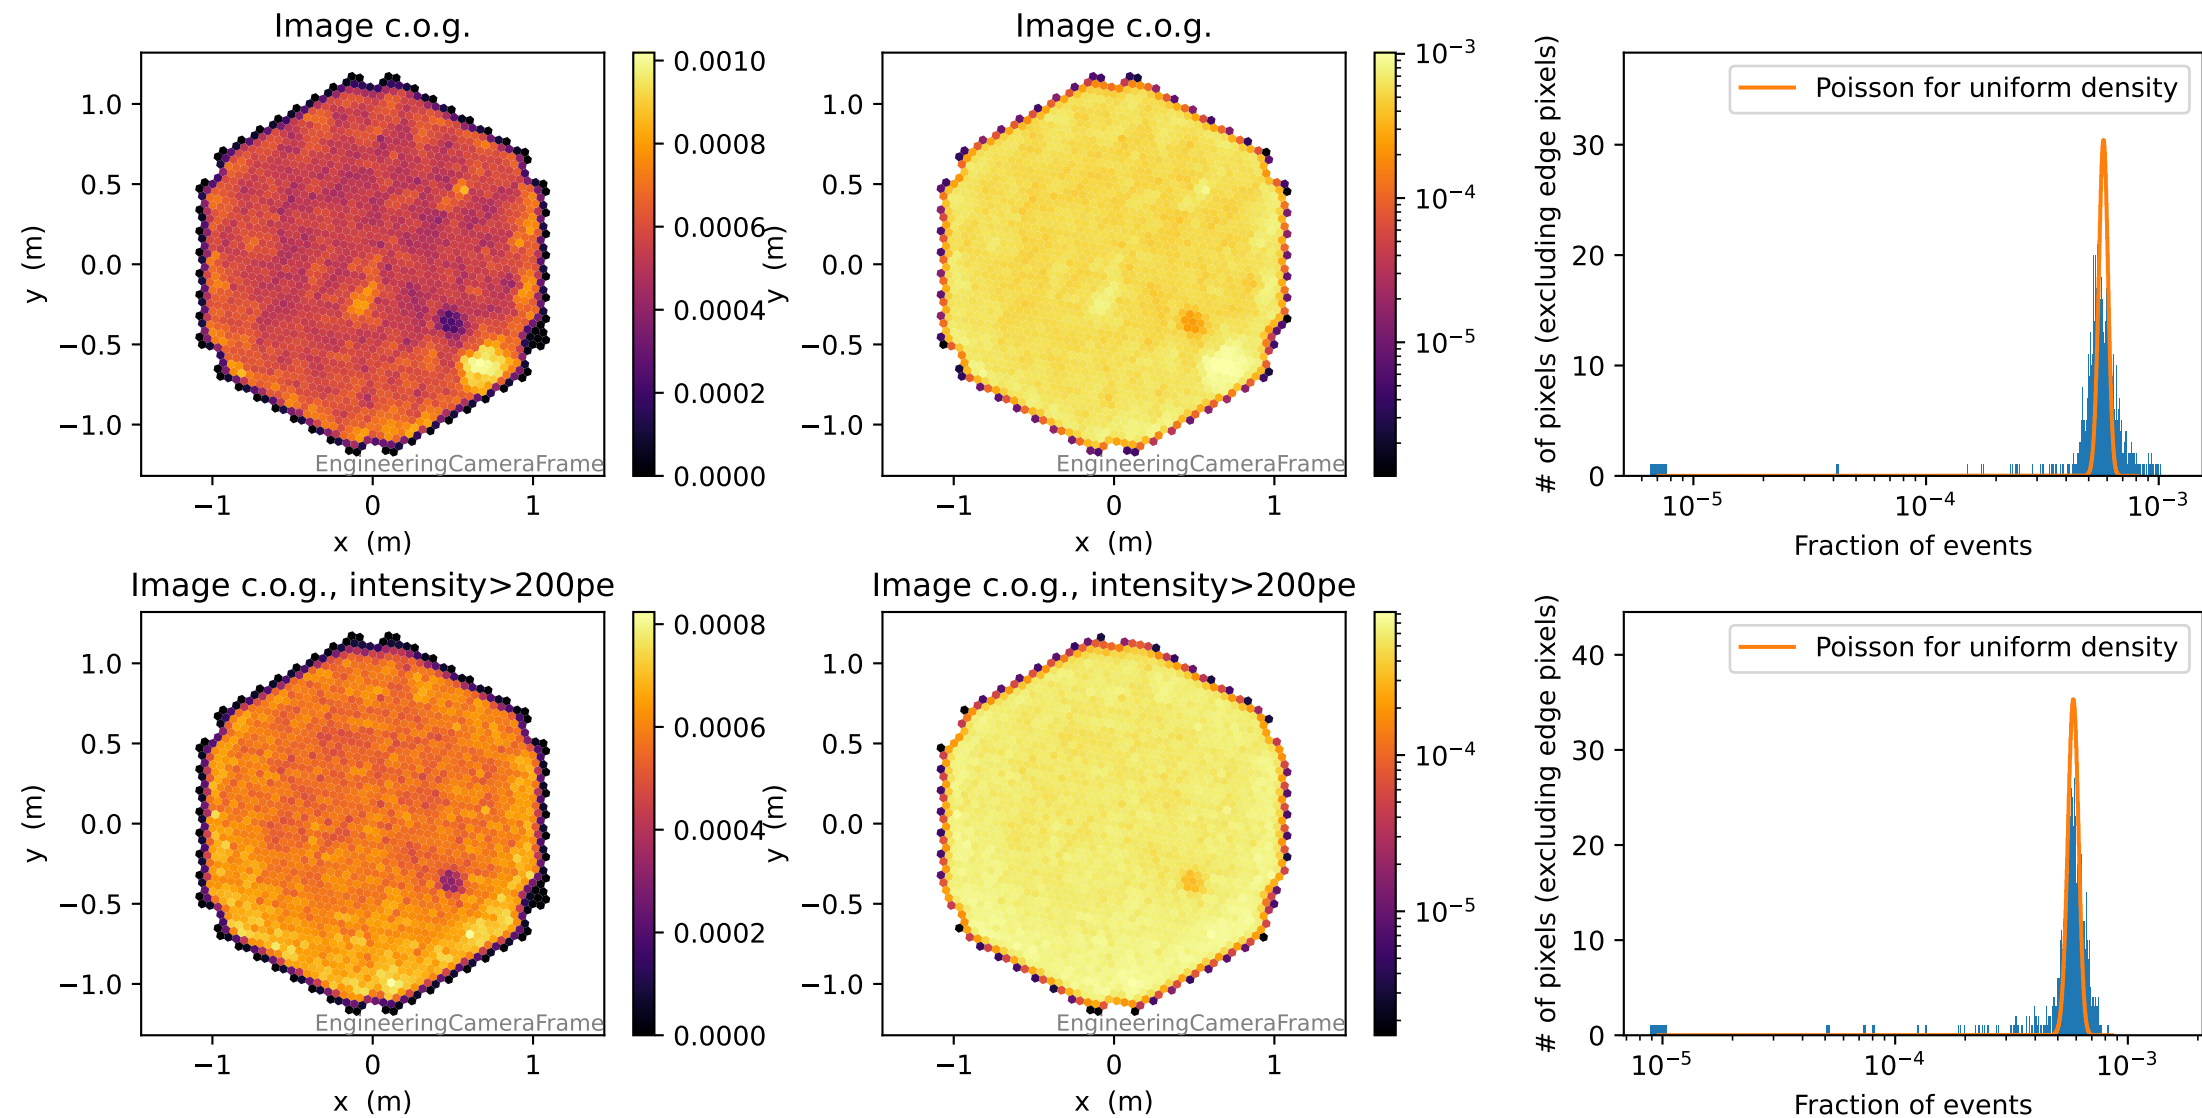 Image c.o.g.
1.0
0.5
0.0
−0.5
−1.0
y (m)
−1
0
1
x (m)
EngineeringCameraFrame
0.0010
0.0008
0.0006
0.0004
0.0002
0.0000
Image c.o.g.
1.0
0.5
0.0
−0.5
−1.0
y (m)
−1
0
1
x (m)
EngineeringCameraFrame
10⁻³
10⁻⁴
10⁻⁵
# of pixels (excluding edge pixels)
30
20
10
0
Poisson for uniform density
10⁻⁵
10⁻⁴
10⁻³
Fraction of events
Image c.o.g., intensity>200pe
1.0
0.5
0.0
−0.5
−1.0
y (m)
−1
0
1
x (m)
EngineeringCameraFrame
0.0008
0.0006
0.0004
0.0002
0.0000
Image c.o.g., intensity>200pe
1.0
0.5
0.0
−0.5
−1.0
y (m)
−1
0
1
x (m)
EngineeringCameraFrame
10⁻⁴
10⁻⁵
# of pixels (excluding edge pixels)
40
30
20
10
0
Poisson for uniform density
10⁻⁵
10⁻⁴
10⁻³
Fraction of events